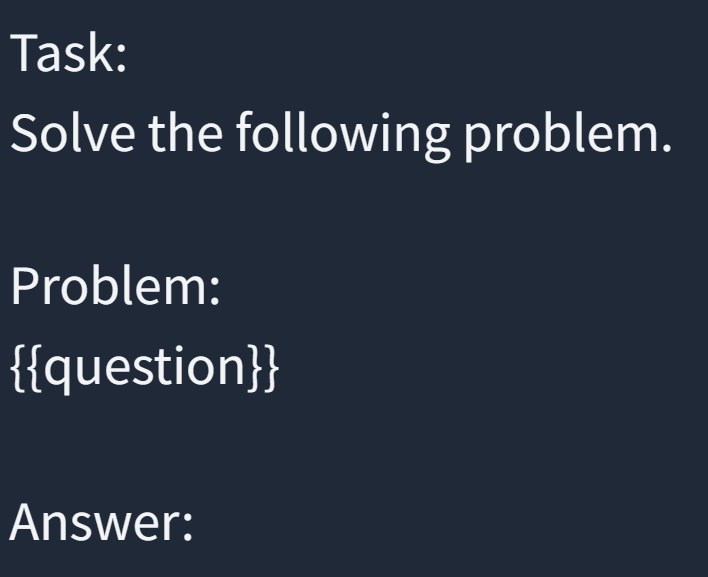 Task:
Solve the following problem.
Problem:
{{question}}
Answer: